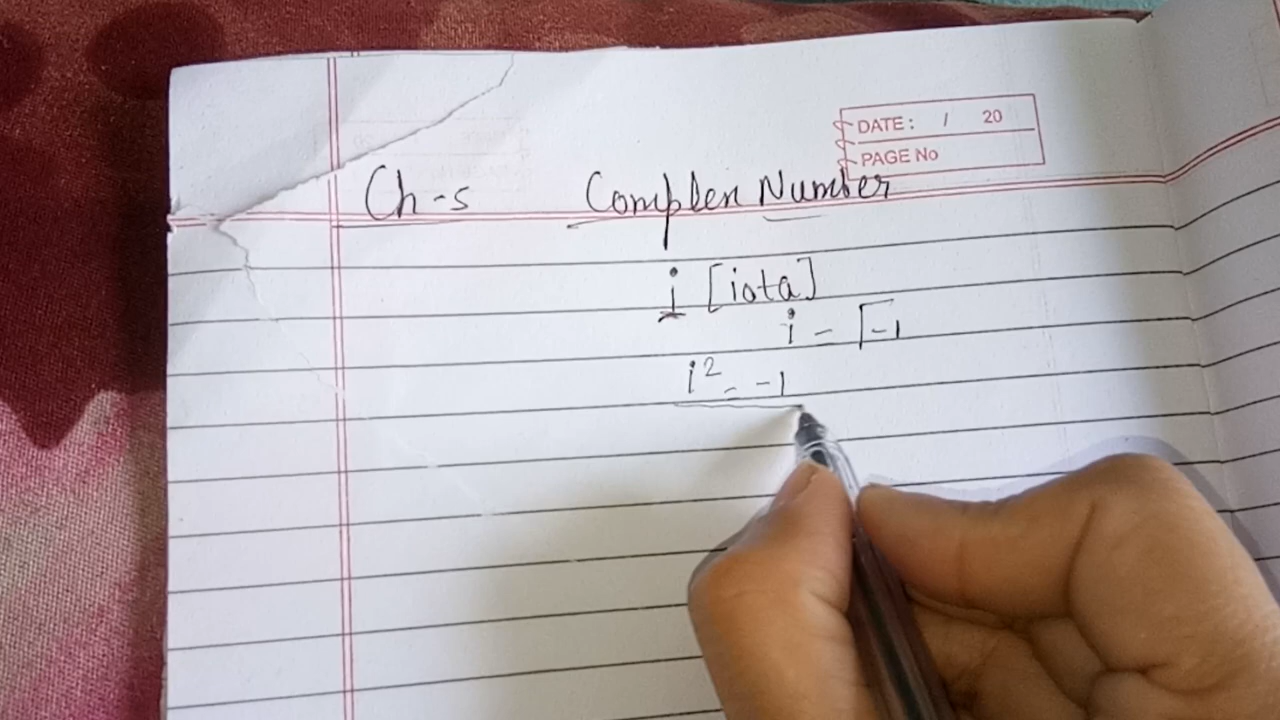 DATE: / 20
PAGE No
Ch-5 Complex Number
i [iota]
i = √-1
i² = -1